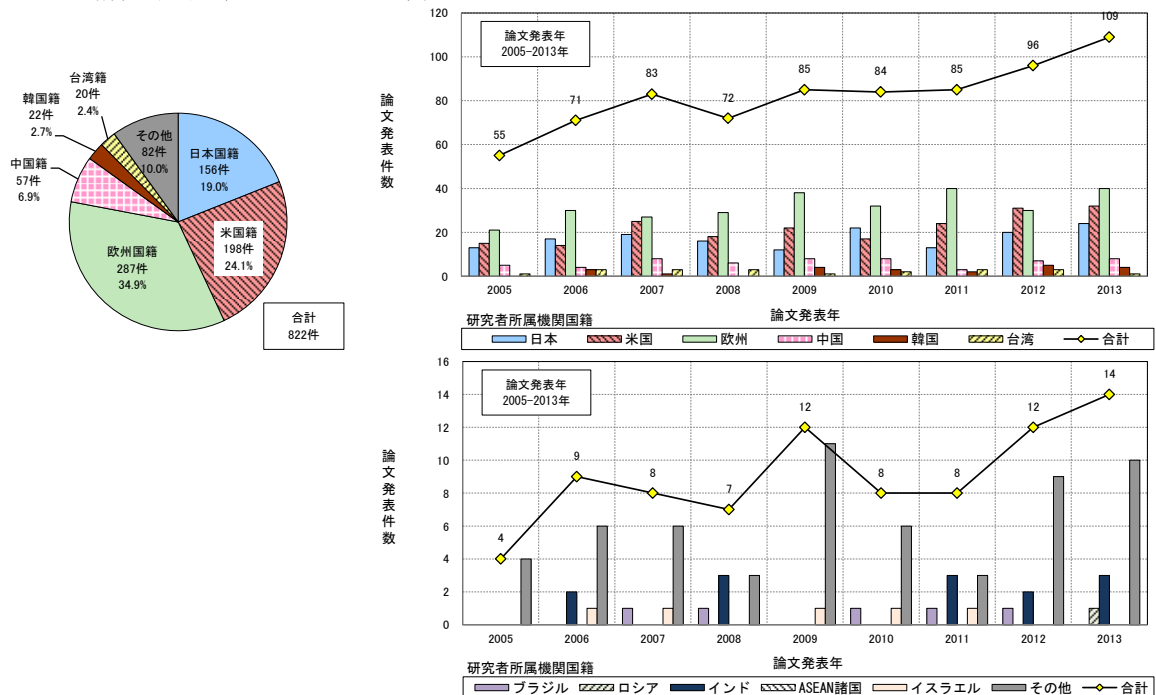 台湾籍
20件
2.4%
韓国籍
22件
2.7%
中国籍
57件
6.9%
その他
82件
10.0%
日本国籍
156件
19.0%
米国籍
198件
24.1%
欧州国籍
287件
34.9%
合計
822件
論文発表年
2005-2013年
論文発表件数
120
100
80
60
40
20
0
55
71
83
72
85
84
85
96
109
2005
2006
2007
2008
2009
2010
2011
2012
2013
研究者所属機関国籍
論文発表年
日本 米国 欧州 中国 韓国 台湾 合計
論文発表年
2005-2013年
論文発表件数
16
14
12
10
8
6
4
2
0
4
9
8
7
12
8
8
12
14
2005
2006
2007
2008
2009
2010
2011
2012
2013
研究者所属機関国籍
論文発表年
ブラジル ロシア インド ASEAN諸国 イスラエル その他 合計